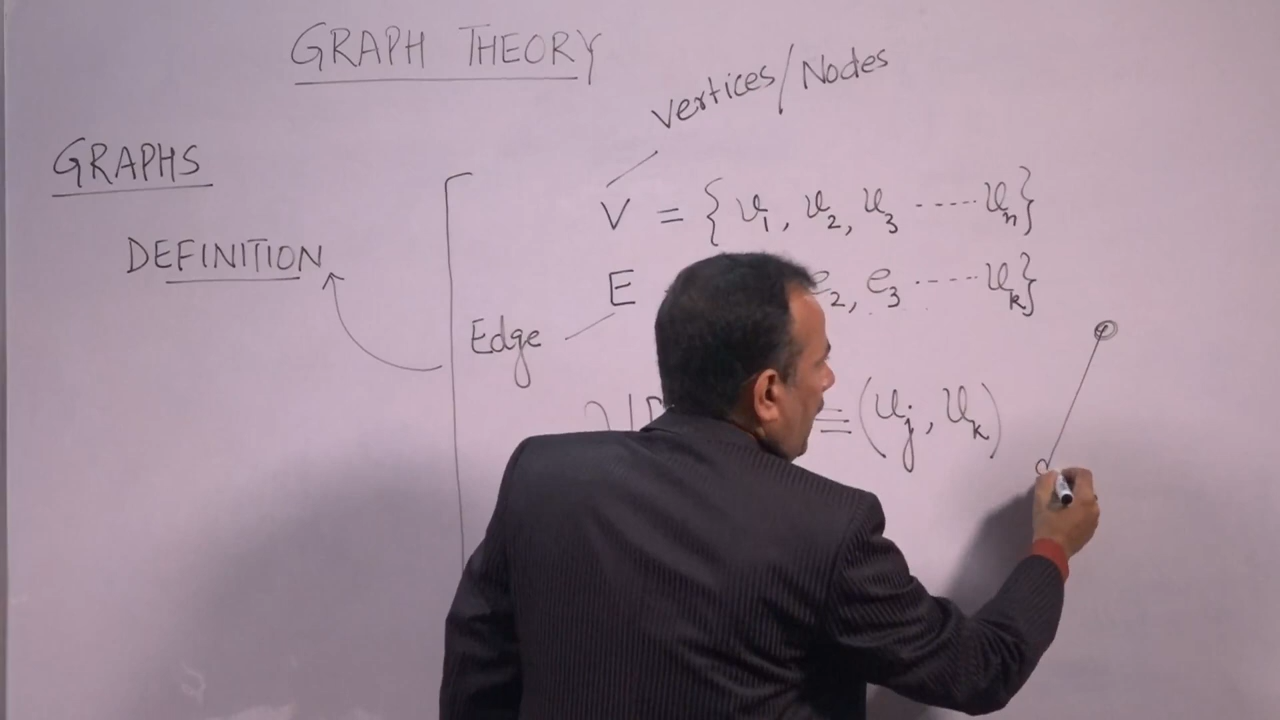 GRAPH THEORY
vertices/Nodes
GRAPHS
V = { v1, v2, v3 ----- vn}
DEFINITION
E e2, e3 ----- vk}
Edge
≡ (vj, vk)